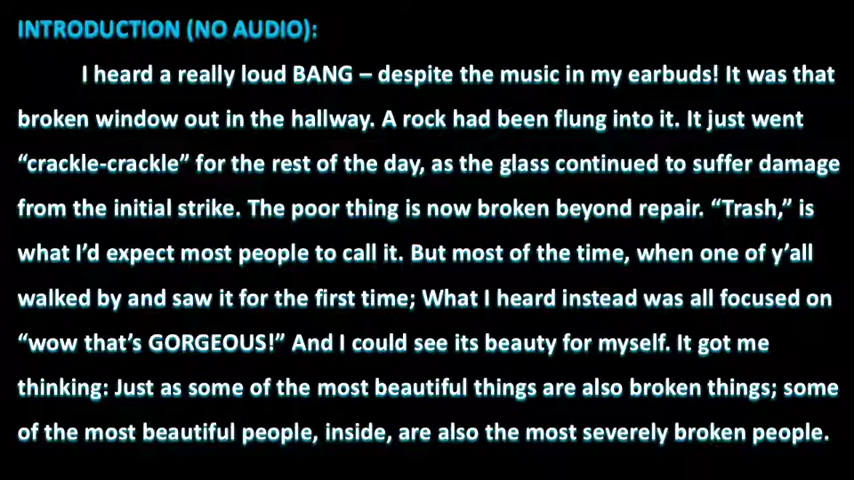 INTRODUCTION (NO AUDIO):
I heard a really loud BANG – despite the music in my earbuds! It was that
broken window out in the hallway. A rock had been flung into it. It just went
“crackle-crackle” for the rest of the day, as the glass continued to suffer damage
from the initial strike. The poor thing is now broken beyond repair. “Trash,” is
what I’d expect most people to call it. But most of the time, when one of y’all
walked by and saw it for the first time; What I heard instead was all focused on
“wow that’s GORGEOUS!” And I could see its beauty for myself. It got me
thinking: Just as some of the most beautiful things are also broken things; some
of the most beautiful people, inside, are also the most severely broken people.